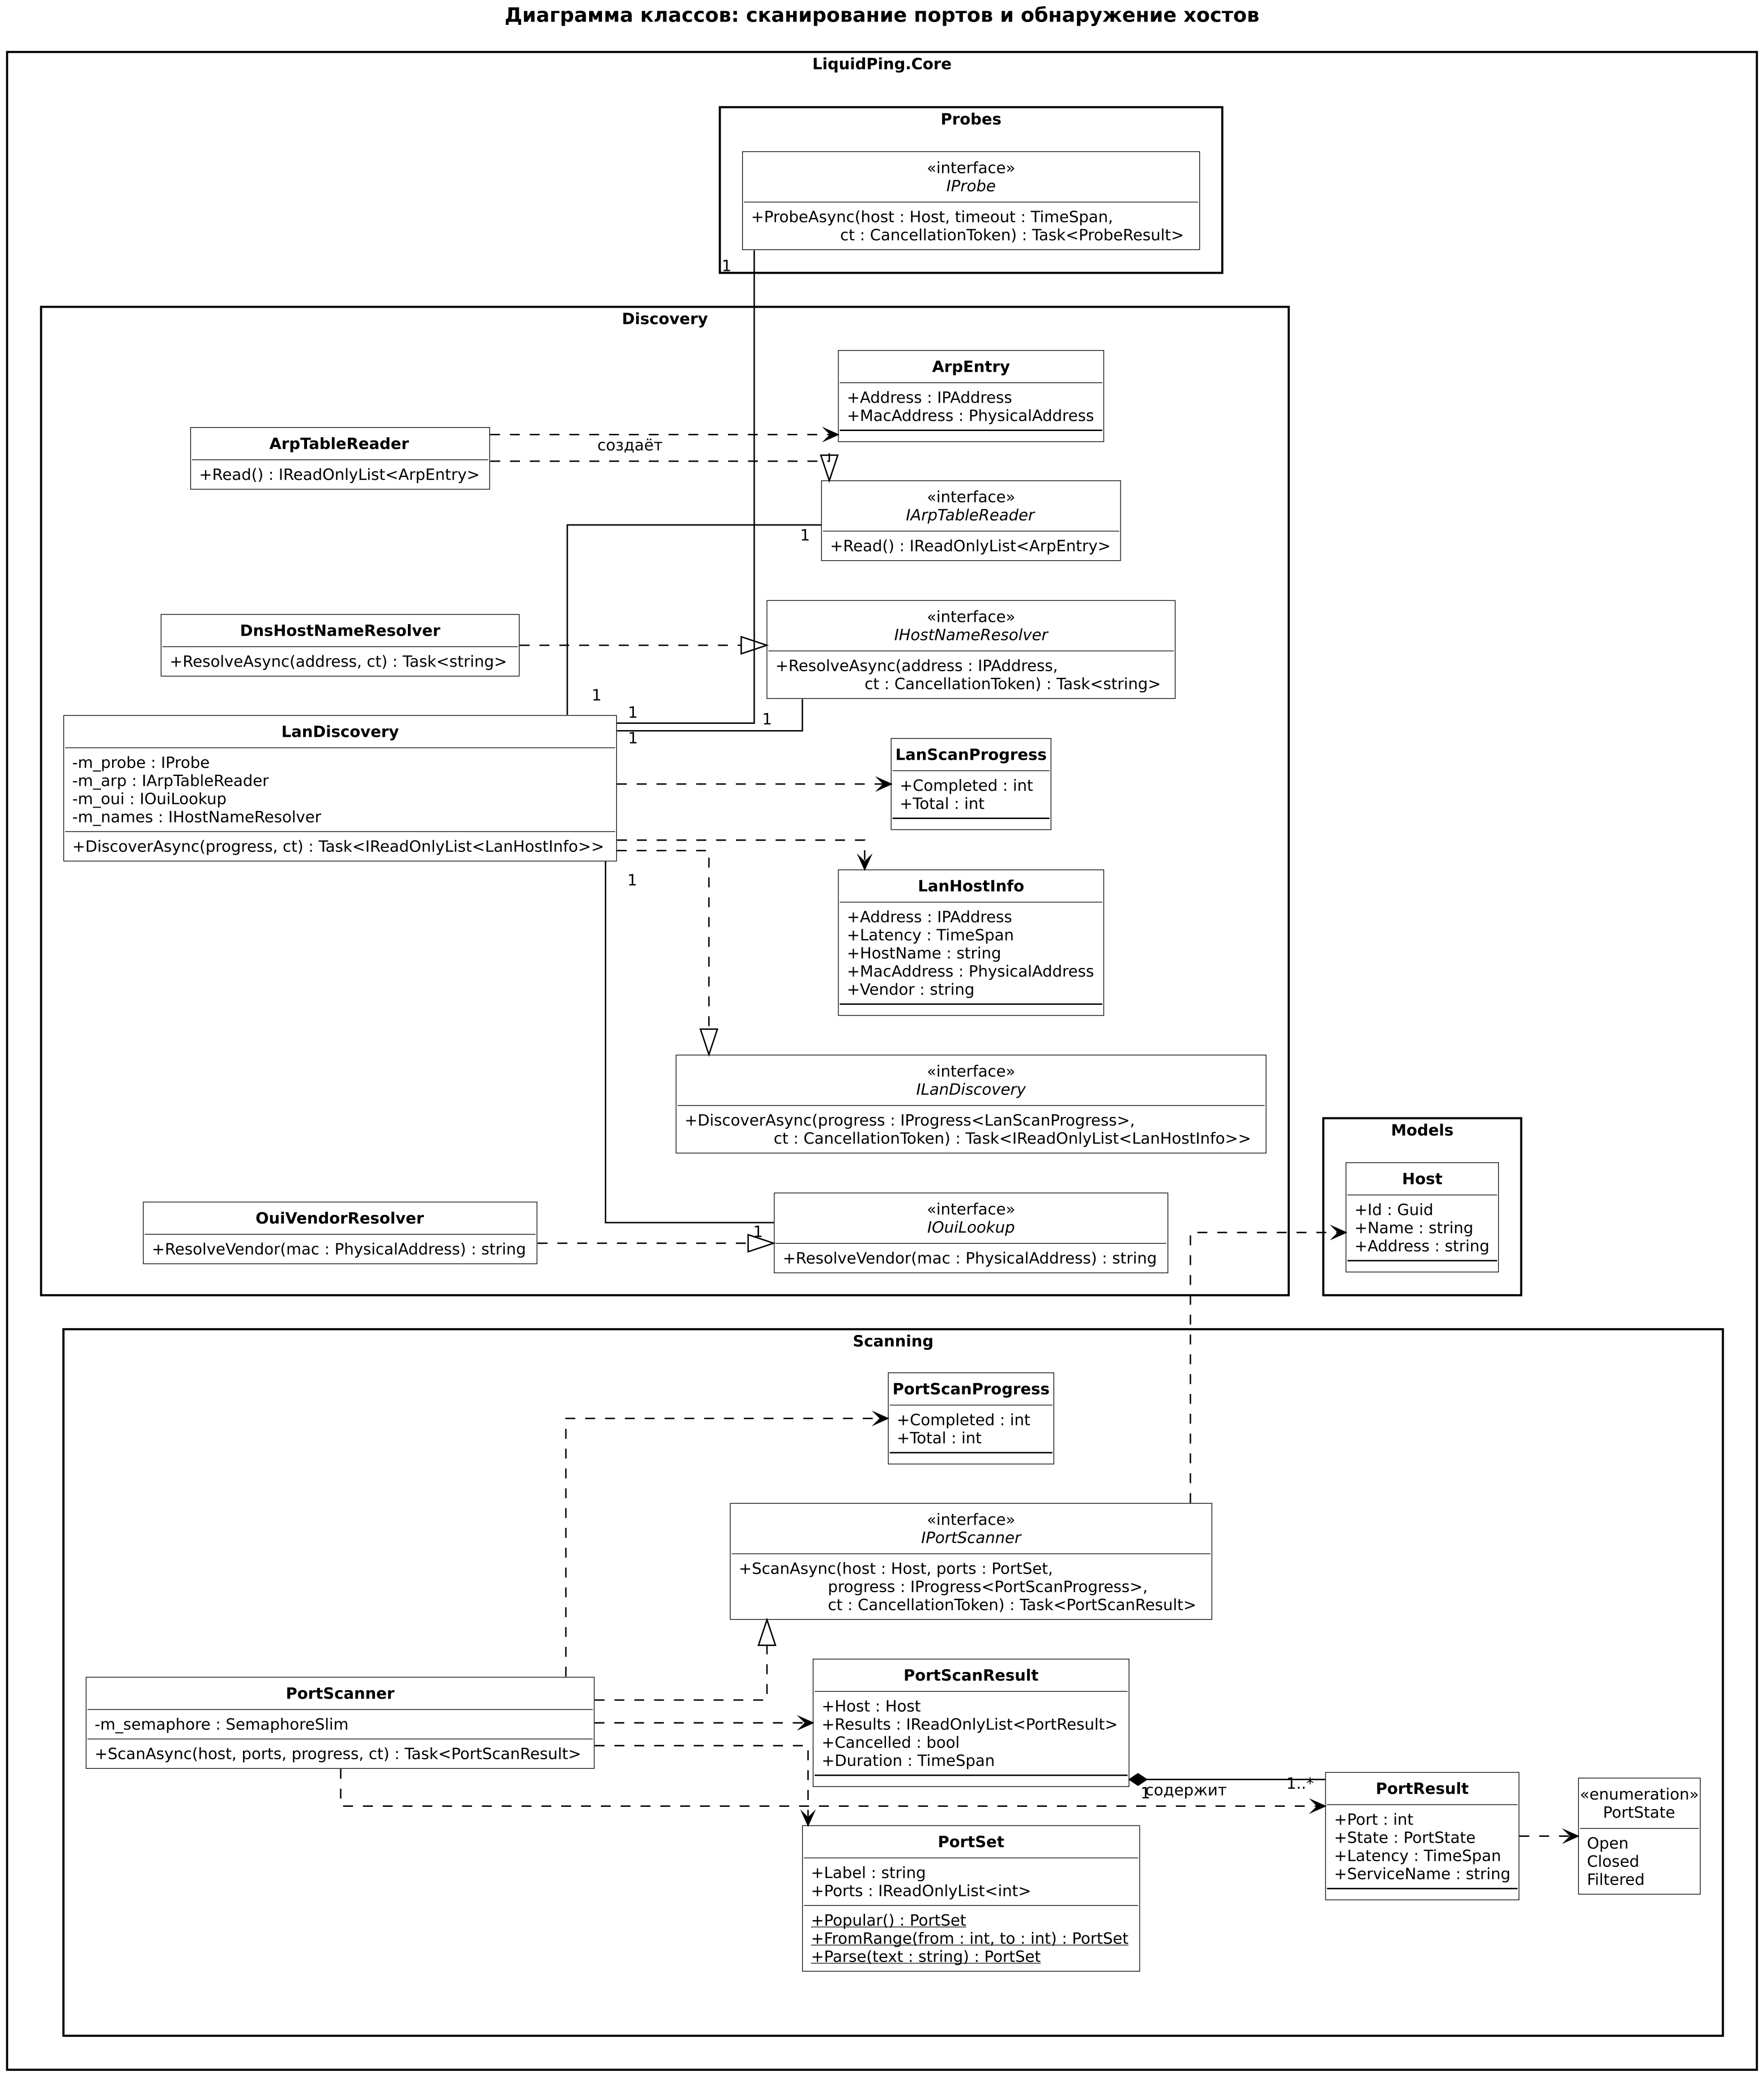 Диаграмма классов: сканирование портов и обнаружение хостов
LiquidPing.Core
Probes
«interface»
IProbe
+ProbeAsync(host : Host, timeout : TimeSpan,
ct : CancellationToken) : Task<ProbeResult>
1
Discovery
ArpEntry
+Address : IPAddress
+MacAddress : PhysicalAddress
ArpTableReader
+Read() : IReadOnlyList<ArpEntry>
создаёт
«interface»
IArpTableReader
+Read() : IReadOnlyList<ArpEntry>
1
DnsHostNameResolver
+ResolveAsync(address, ct) : Task<string>
«interface»
IHostNameResolver
+ResolveAsync(address : IPAddress,
ct : CancellationToken) : Task<string>
1
1
1
1
LanDiscovery
-m_probe : IProbe
-m_arp : IArpTableReader
-m_oui : IOuiLookup
-m_names : IHostNameResolver
+DiscoverAsync(progress, ct) : Task<IReadOnlyList<LanHostInfo>>
1
LanScanProgress
+Completed : int
+Total : int
LanHostInfo
+Address : IPAddress
+Latency : TimeSpan
+HostName : string
+MacAddress : PhysicalAddress
+Vendor : string
«interface»
ILanDiscovery
+DiscoverAsync(progress : IProgress<LanScanProgress>,
ct : CancellationToken) : Task<IReadOnlyList<LanHostInfo>>
Models
Host
+Id : Guid
+Name : string
+Address : string
OuiVendorResolver
+ResolveVendor(mac : PhysicalAddress) : string
1
«interface»
IOuiLookup
+ResolveVendor(mac : PhysicalAddress) : string
Scanning
PortScanProgress
+Completed : int
+Total : int
«interface»
IPortScanner
+ScanAsync(host : Host, ports : PortSet,
progress : IProgress<PortScanProgress>,
ct : CancellationToken) : Task<PortScanResult>
PortScanner
-m_semaphore : SemaphoreSlim
+ScanAsync(host, ports, progress, ct) : Task<PortScanResult>
PortScanResult
+Host : Host
+Results : IReadOnlyList<PortResult>
+Cancelled : bool
+Duration : TimeSpan
1
содержит
1..*
PortResult
+Port : int
+State : PortState
+Latency : TimeSpan
+ServiceName : string
«enumeration»
PortState
Open
Closed
Filtered
PortSet
+Label : string
+Ports : IReadOnlyList<int>
+Popular() : PortSet
+FromRange(from : int, to : int) : PortSet
+Parse(text : string) : PortSet